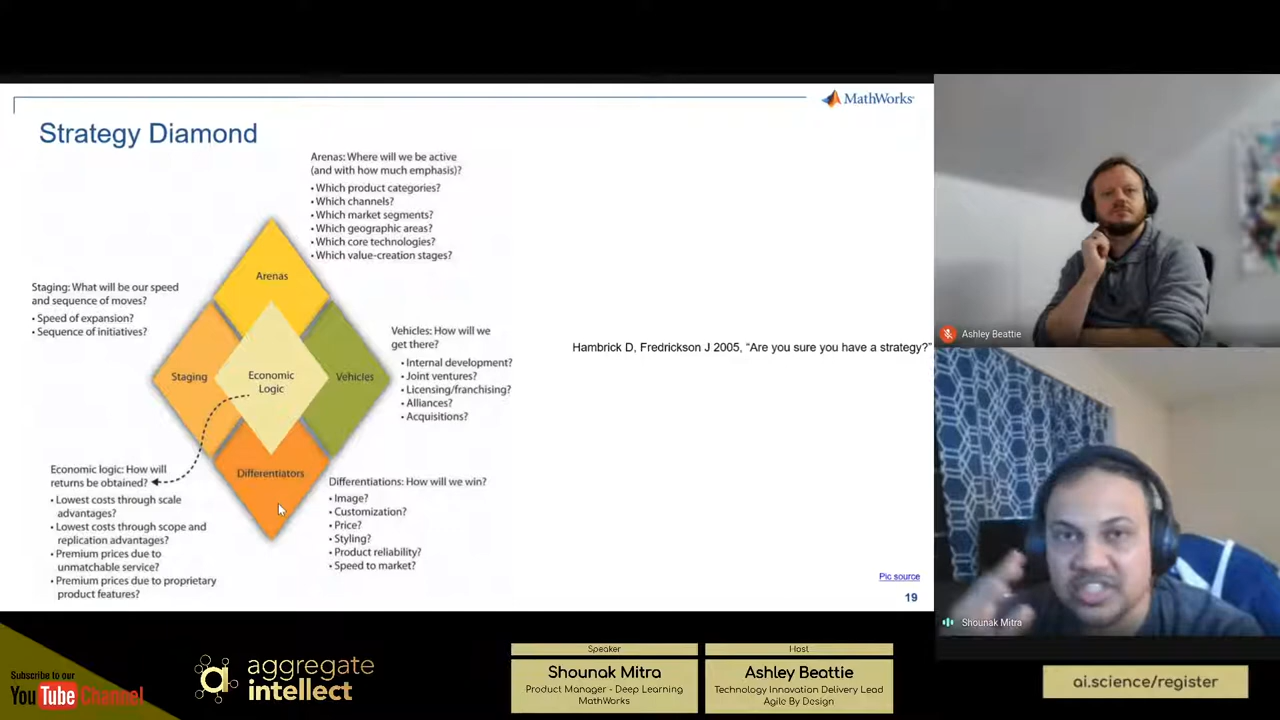 MathWorks
Strategy Diamond
Arenas: Where will we be active
(and with how much emphasis)?
• Which product categories?
• Which channels?
• Which market segments?
• Which geographic areas?
• Which core technologies?
• Which value-creation stages?
Arenas
Staging: What will be our speed
and sequence of moves?
• Speed of expansion?
• Sequence of initiatives?
Vehicles: How will we
get there?
• Internal development?
• Joint ventures?
• Licensing/franchising?
• Alliances?
• Acquisitions?
Staging
Economic
Logic
Vehicles
Differentiators
Economic logic: How will
returns be obtained?
• Lowest costs through scale
advantages?
• Lowest costs through scope and
replication advantages?
• Premium prices due to
unmatchable service?
• Premium prices due to proprietary
product features?
Differentiations: How will we win?
• Image?
• Customization?
• Price?
• Styling?
• Product reliability?
• Speed to market?
Hambrick D, Fredrickson J 2005, “Are you sure you have a strategy?”
Pic source
19
Ashley Beattie
Shounak Mitra
Subscribe to our
YouTube Channel
a
aggregate
intellect
Speaker
Shounak Mitra
Product Manager - Deep Learning
MathWorks
Host
Ashley Beattie
Technology Innovation Delivery Lead
Agile By Design
ai.science/register